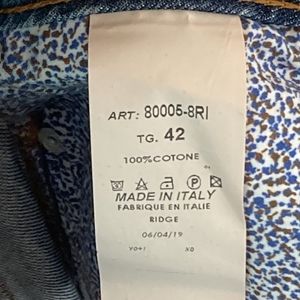 ART: 80005-8RI
TG. 42
100%COTONE
MADE IN ITALY
FABRIQUE EN ITALIE
RIDGE
06/04/19